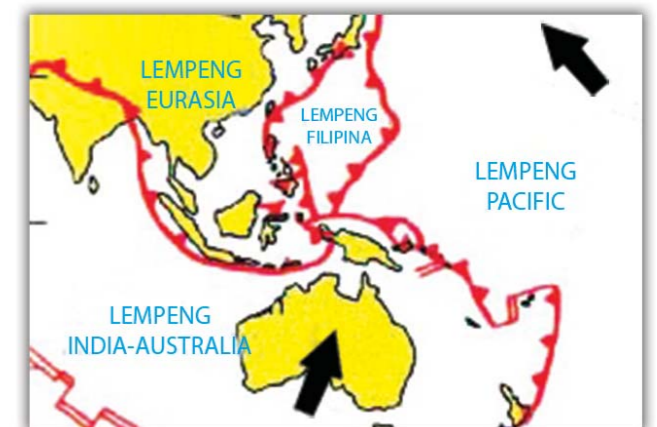 LEMPENG
EURASIA
LEMPENG
FILIPINA
LEMPENG
PACIFIC
LEMPENG
INDIA-AUSTRALIA